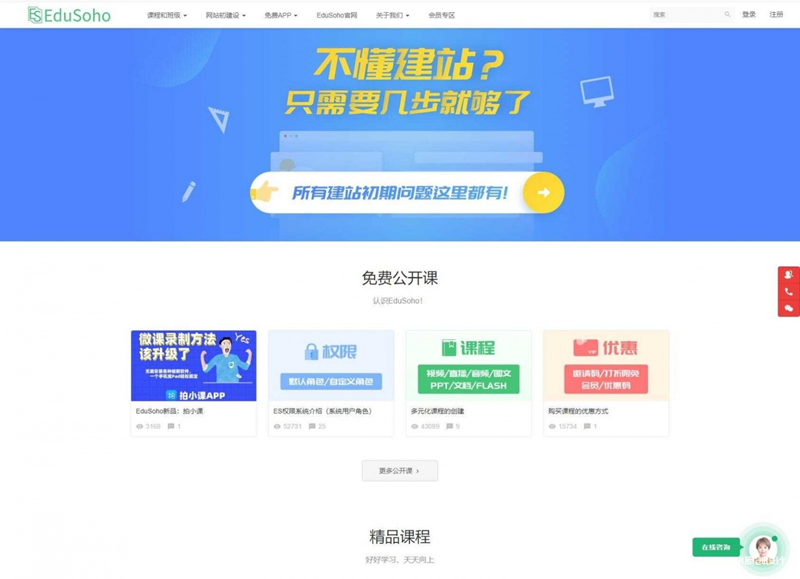 EduSoho
课程和班级
网站初建设
免费APP
EduSoho官网
关于我们
会员专区
搜索
登录
注册
不懂建站？
只需要几步就够了
所有建站初期问题这里都有!
免费公开课
认识EduSoho!
微课录制方法
该升级了
Yes
拍小课APP
EduSoho新品：拍小课
3168
1
权限
默认角色/自定义角色
ES权限系统介绍（系统用户角色）
52731
25
课程
视频/直播/音频/图文
PPT/文档/FLASH
多元化课程的创建
43089
5
优惠
邀请码/打折限免
会员/优惠码
购买课程的优惠方式
15734
1
更多公开课 >
精品课程
好好学习、天天向上
在线咨询